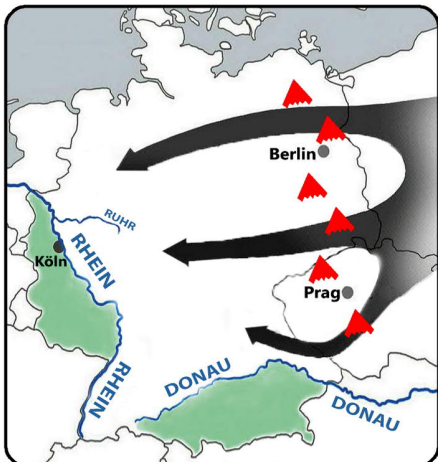 Berlin
RUHR
RHEIN
Köln
Prag
RHEIN
DONAU
DONAU